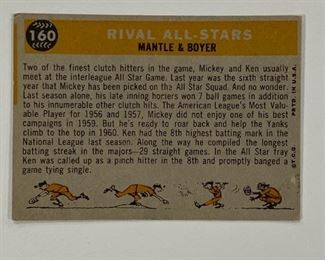 160
RIVAL ALL-STARS
MANTLE & BOYER
Two of the finest clutch hitters in the game, Mickey and Ken usually
meet at the interleague All Star Game. Last year was the sixth straight
year that Mickey has been picked on the All Star Squad. And no wonder.
Last season alone, his late inning homers won 7 ball games in addition
to his innumerable other clutch hits. The American League's Most Valu-
able Player for 1956 and 1957, Mickey did not enjoy one of his best
campaigns in 1959. But he's ready to roar back and help the Yanks
climb to the top in 1960. Ken had the 8th highest batting mark in the
National League last season. Along the way he compiled the longest
batting streak in the majors—29 straight games. In the All Star fray
Ken was called up as a pinch hitter in the 8th and promptly banged a
game tying single.
©T.C.G. PRTD. IN U.S.A.